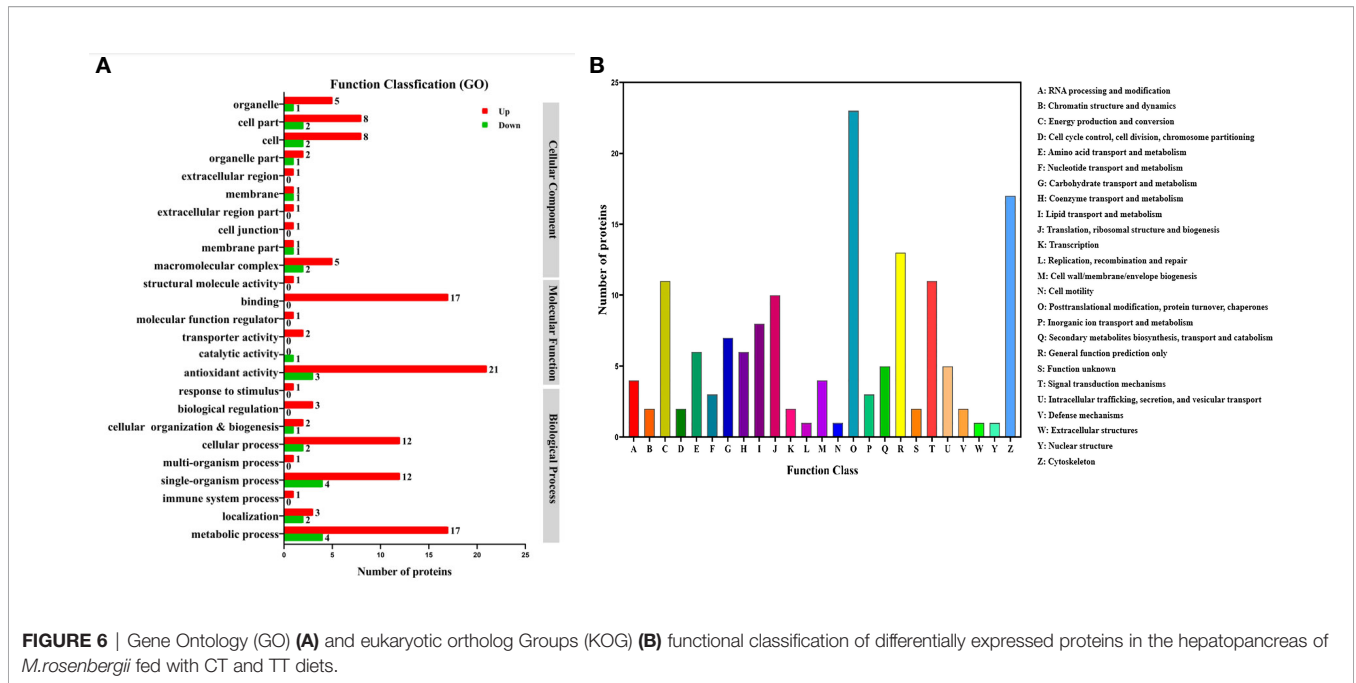 A
Function Classfication (GO)
Up
Down
organelle 5 1
cell part 8 2
cell 8 2
organelle part 2 1
extracellular region 1 0
membrane 1 1
extracellular region part 1 0
cell junction 1 0
membrane part 1 1
macromolecular complex 5 2
structural molecule activity 1 0
binding 17 0
molecular function regulator 1 0
transporter activity 2 0
catalytic activity 0 1
antioxidant activity 21 3
response to stimulus 1 0
biological regulation 3 0
cellular organization & biogenesis 2 1
cellular process 12 2
multi-organism process 1 0
single-organism process 12 4
immune system process 1 0
localization 3 2
metabolic process 17 4
0 5 10 15 20 25
Number of proteins
Cellular Component
Molecular Function
Biological Process
B
Number of proteins
25
20
15
10
5
0
A B C D E F G H I J K L M N O P Q R S T U V W Y Z
Function Class
A: RNA processing and modification
B: Chromatin structure and dynamics
C: Energy production and conversion
D: Cell cycle control, cell division, chromosome partitioning
E: Amino acid transport and metabolism
F: Nucleotide transport and metabolism
G: Carbohydrate transport and metabolism
H: Coenzyme transport and metabolism
I: Lipid transport and metabolism
J: Translation, ribosomal structure and biogenesis
K: Transcription
L: Replication, recombination and repair
M: Cell wall/membrane/envelope biogenesis
N: Cell motility
O: Posttranslational modification, protein turnover, chaperones
P: Inorganic ion transport and metabolism
Q: Secondary metabolites biosynthesis, transport and catabolism
R: General function prediction only
S: Function unknown
T: Signal transduction mechanisms
U: Intracellular trafficking, secretion, and vesicular transport
V: Defense mechanisms
W: Extracellular structures
Y: Nuclear structure
Z: Cytoskeleton
FIGURE 6 | Gene Ontology (GO) (A) and eukaryotic ortholog Groups (KOG) (B) functional classification of differentially expressed proteins in the hepatopancreas of
M.rosenbergii fed with CT and TT diets.